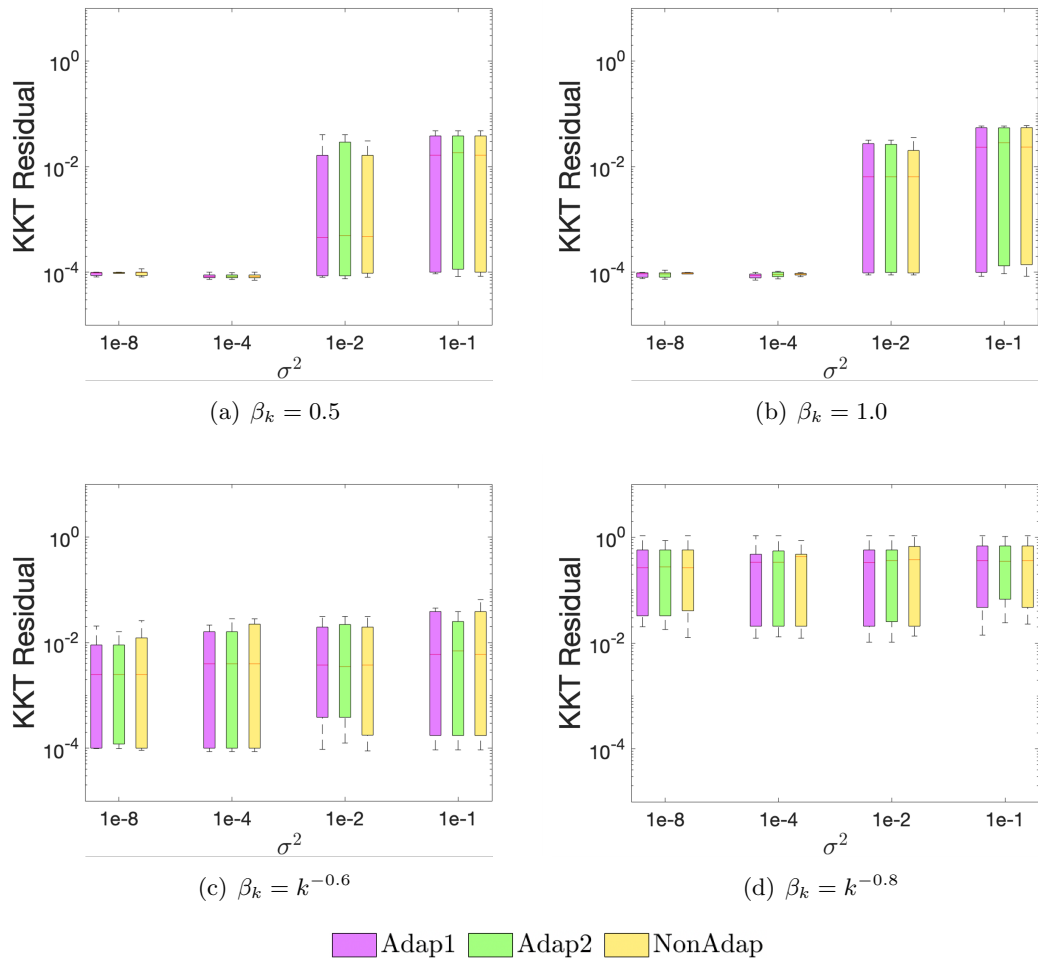 KKT Residual
10^0
10^-2
10^-4
1e-8 1e-4 1e-2 1e-1
σ^2
(a) β_k = 0.5
KKT Residual
10^0
10^-2
10^-4
1e-8 1e-4 1e-2 1e-1
σ^2
(b) β_k = 1.0
KKT Residual
10^0
10^-2
10^-4
1e-8 1e-4 1e-2 1e-1
σ^2
(c) β_k = k^-0.6
KKT Residual
10^0
10^-2
10^-4
1e-8 1e-4 1e-2 1e-1
σ^2
(d) β_k = k^-0.8
Adap1 Adap2 NonAdap